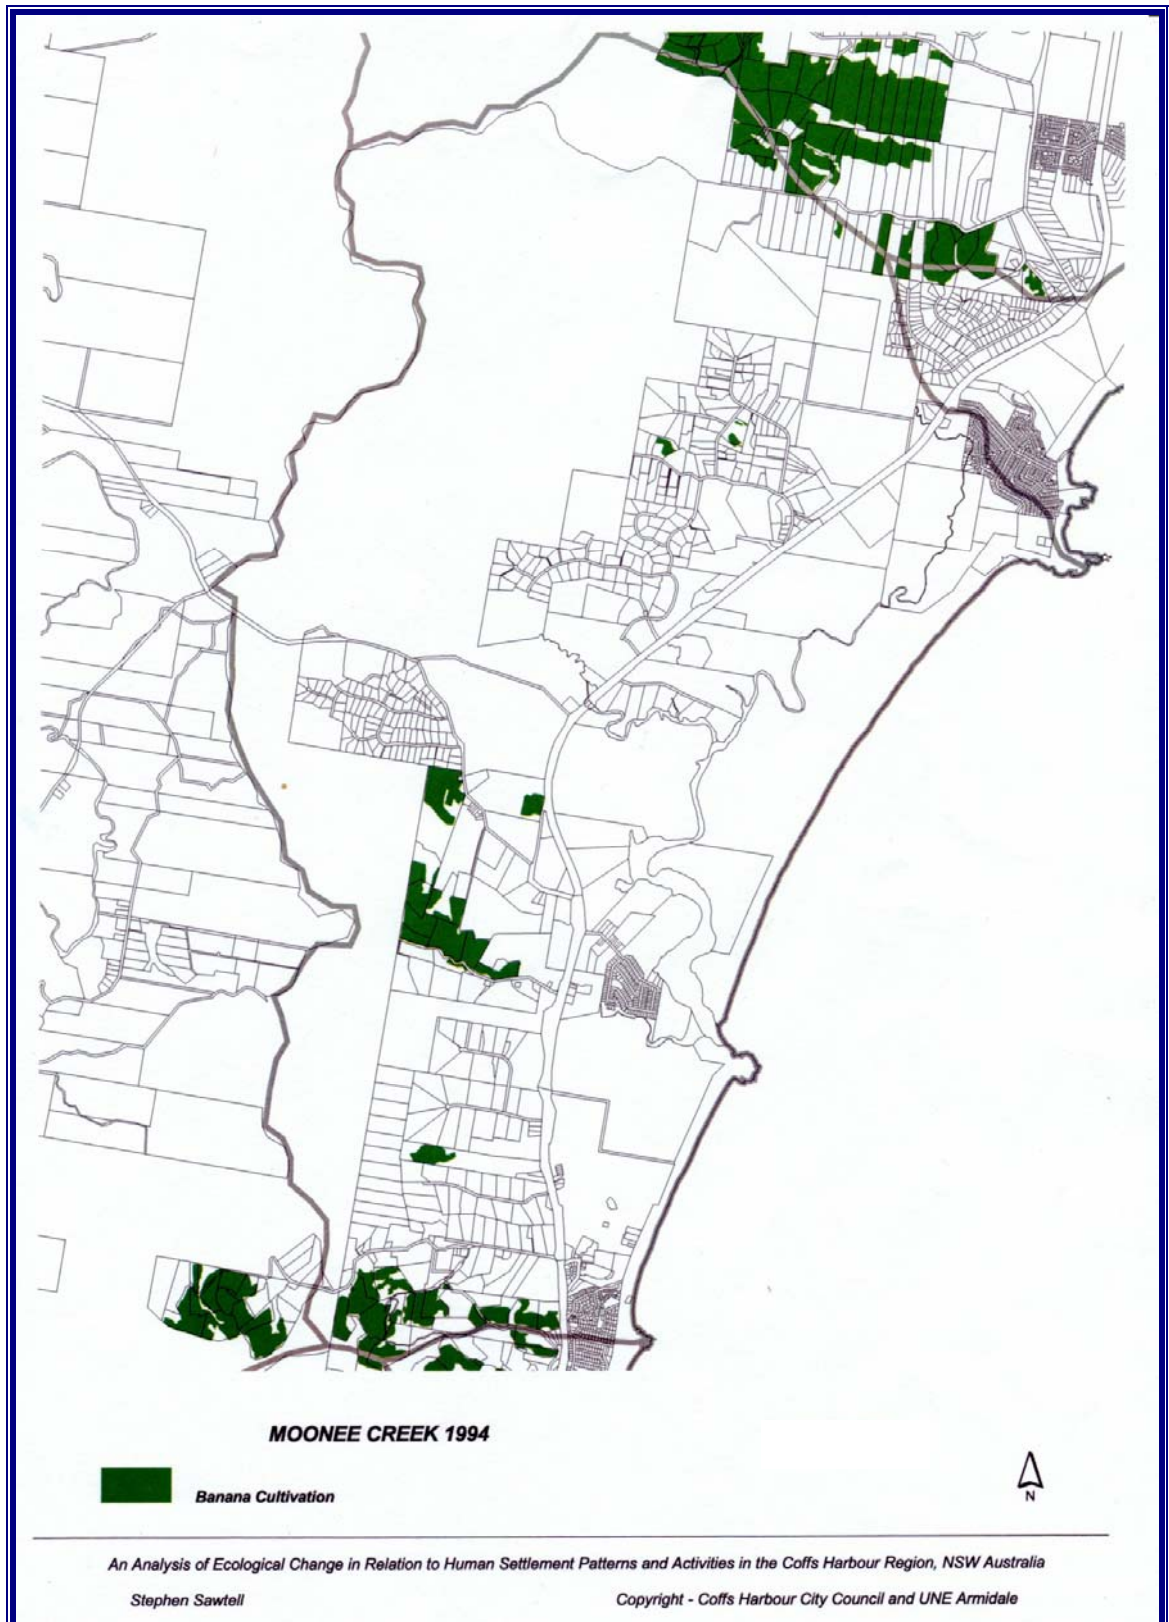 MOONEE CREEK 1994
Banana Cultivation
N
An Analysis of Ecological Change in Relation to Human Settlement Patterns and Activities in the Coffs Harbour Region, NSW Australia
Stephen Sawtell Copyright - Coffs Harbour City Council and UNE Armidale